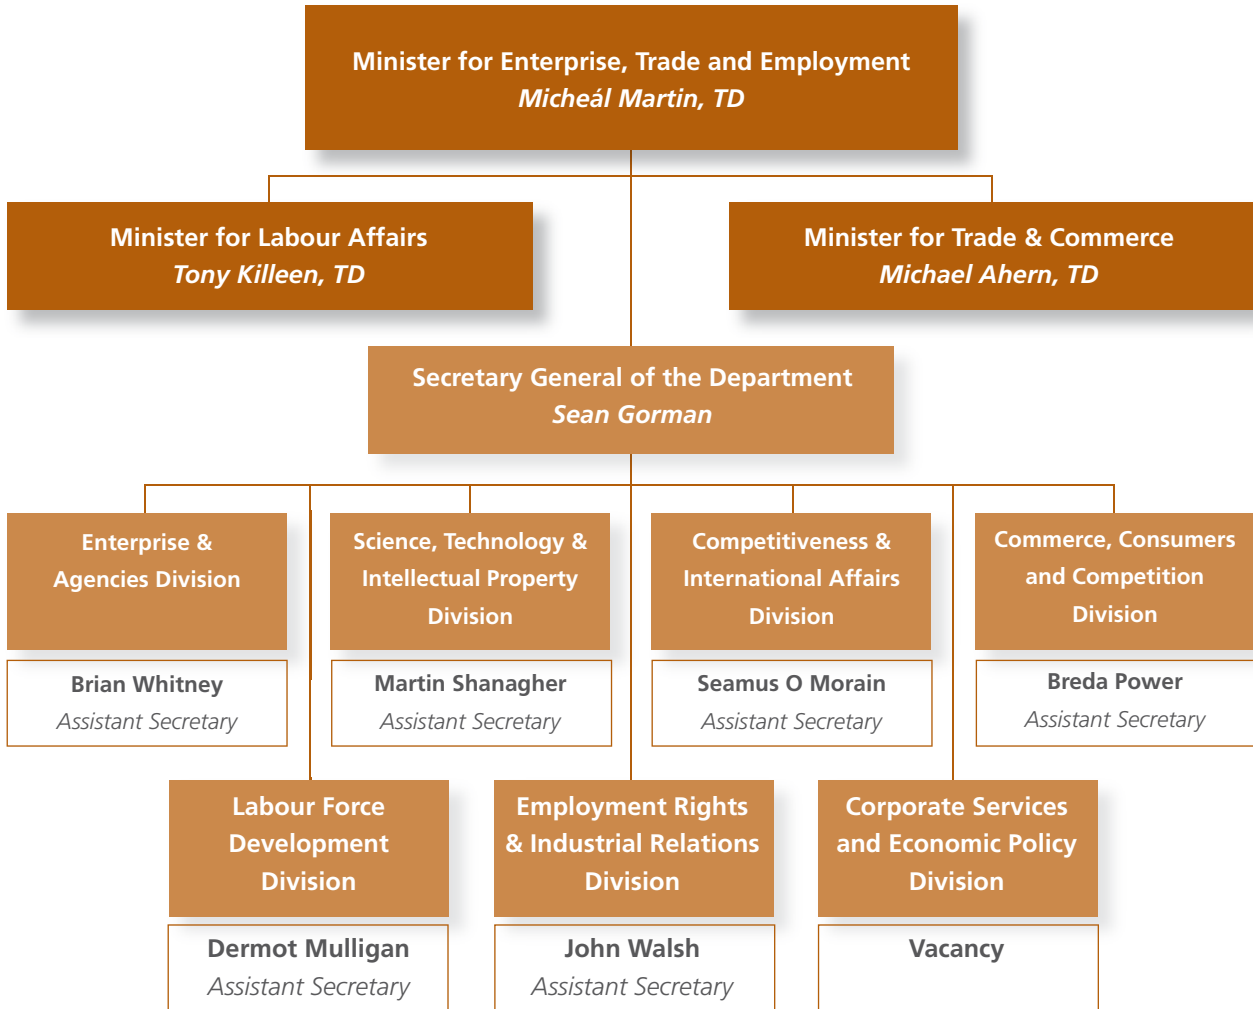 Minister for Enterprise, Trade and Employment
Micheál Martin, TD
Minister for Labour Affairs
Tony Killeen, TD
Minister for Trade & Commerce
Michael Ahern, TD
Secretary General of the Department
Sean Gorman
Enterprise &
Agencies Division
Brian Whitney
Assistant Secretary
Science, Technology &
Intellectual Property
Division
Martin Shanagher
Assistant Secretary
Competitiveness &
International Affairs
Division
Seamus O Morain
Assistant Secretary
Commerce, Consumers
and Competition
Division
Breda Power
Assistant Secretary
Labour Force
Development
Division
Dermot Mulligan
Assistant Secretary
Employment Rights
& Industrial Relations
Division
John Walsh
Assistant Secretary
Corporate Services
and Economic Policy
Division
Vacancy